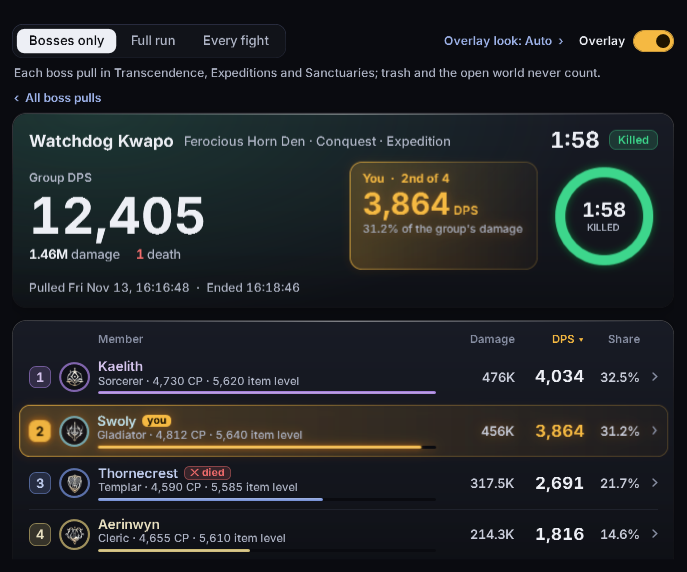 Bosses only Full run Every fight Overlay look: Auto › Overlay
Each boss pull in Transcendence, Expeditions and Sanctuaries; trash and the open world never count.
‹ All boss pulls
Watchdog Kwapo Ferocious Horn Den · Conquest · Expedition 1:58 Killed
Group DPS
12,405
1.46M damage 1 death
You · 2nd of 4
3,864 DPS
31.2% of the group's damage
1:58
KILLED
Pulled Fri Nov 13, 16:16:48 · Ended 16:18:46
Member Damage DPS ▾ Share
1 Kaelith
Sorcerer · 4,730 CP · 5,620 item level 476K 4,034 32.5% ›
2 Swoly you
Gladiator · 4,812 CP · 5,640 item level 456K 3,864 31.2% ›
3 Thornecrest ✕ died
Templar · 4,590 CP · 5,585 item level 317.5K 2,691 21.7% ›
4 Aerinwyn
Cleric · 4,655 CP · 5,610 item level 214.3K 1,816 14.6% ›